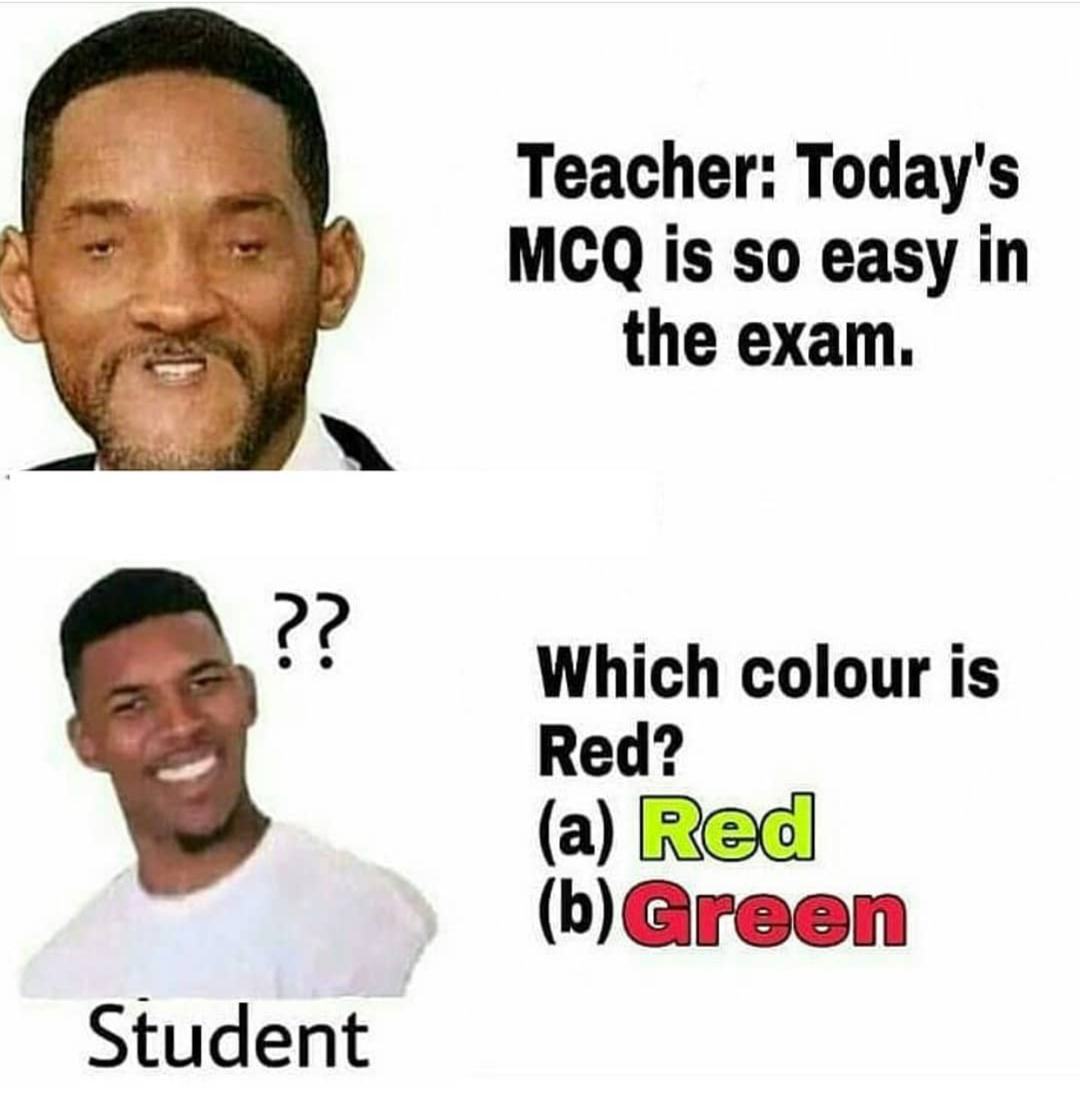 Teacher: Today's
MCQ is so easy in
the exam.
??
Which colour is
Red?
(a) Red
(b) Green
Student